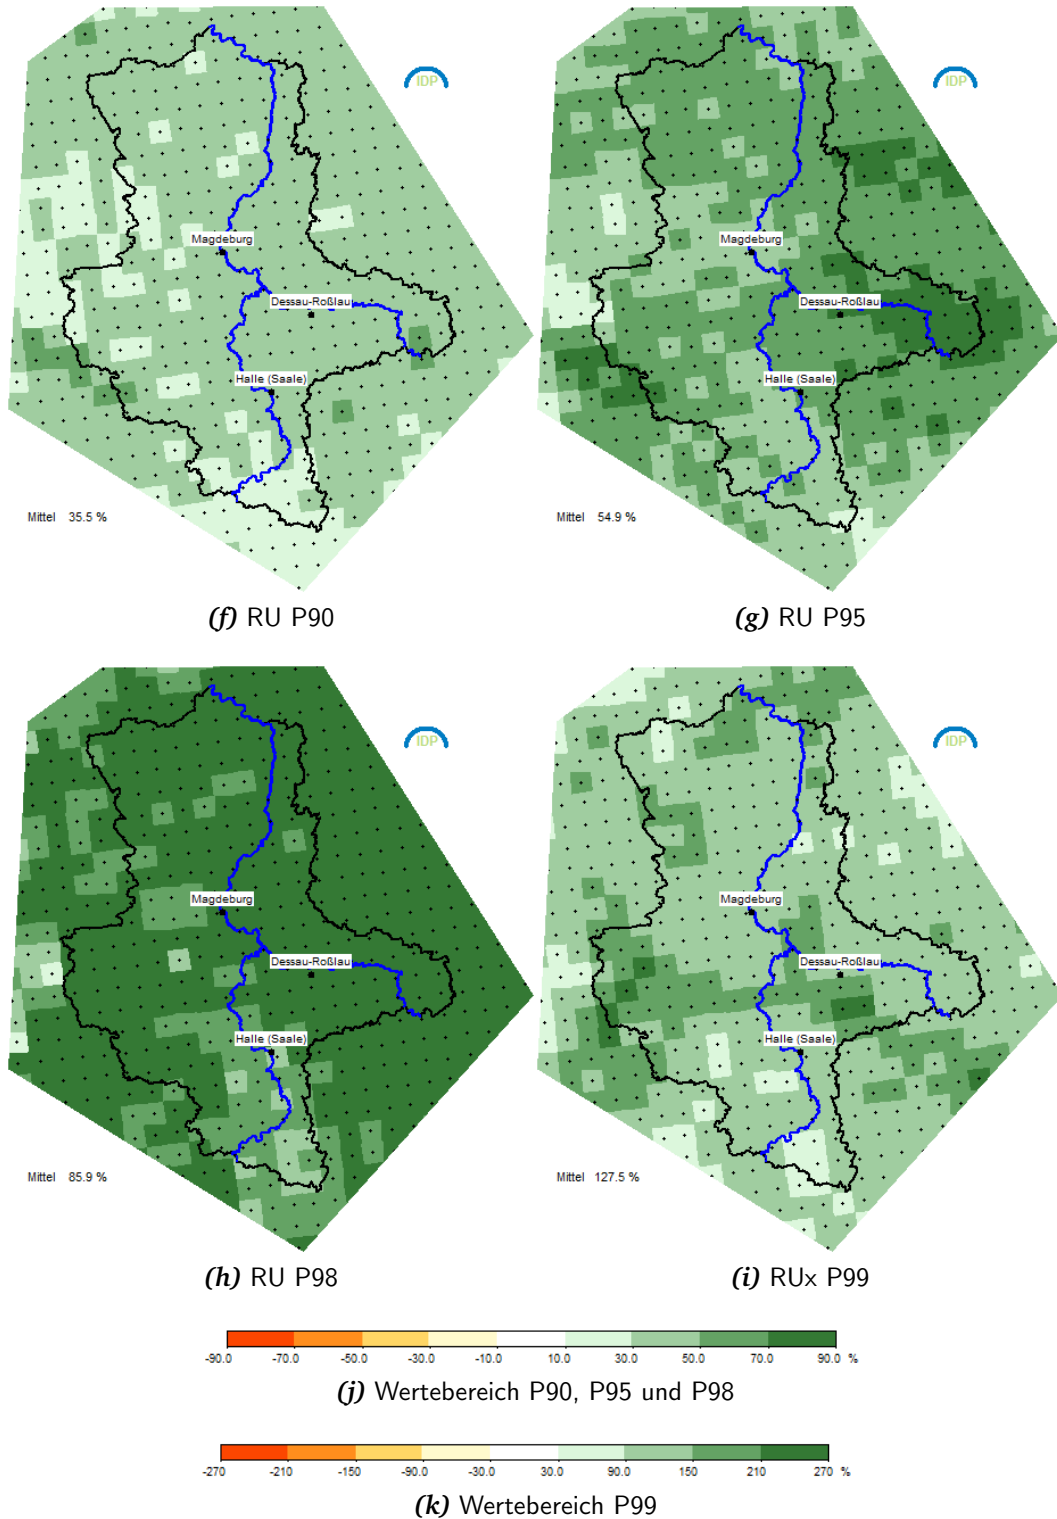 IDP
IDP
Magdeburg
Magdeburg
Dessau-Roßlau
Dessau-Roßlau
Halle (Saale)
Halle (Saale)
Mittel 35.5 %
Mittel 54.9 %
(f) RU P90
(g) RU P95
IDP
IDP
Magdeburg
Magdeburg
Dessau-Roßlau
Dessau-Roßlau
Halle (Saale)
Halle (Saale)
Mittel 85.9 %
Mittel 127.5 %
(h) RU P98
(i) RUx P99
-90.0 -70.0 -50.0 -30.0 -10.0 10.0 30.0 50.0 70.0 90.0 %
(j) Wertebereich P90, P95 und P98
-270 -210 -150 -90.0 -30.0 30.0 90.0 150 210 270 %
(k) Wertebereich P99